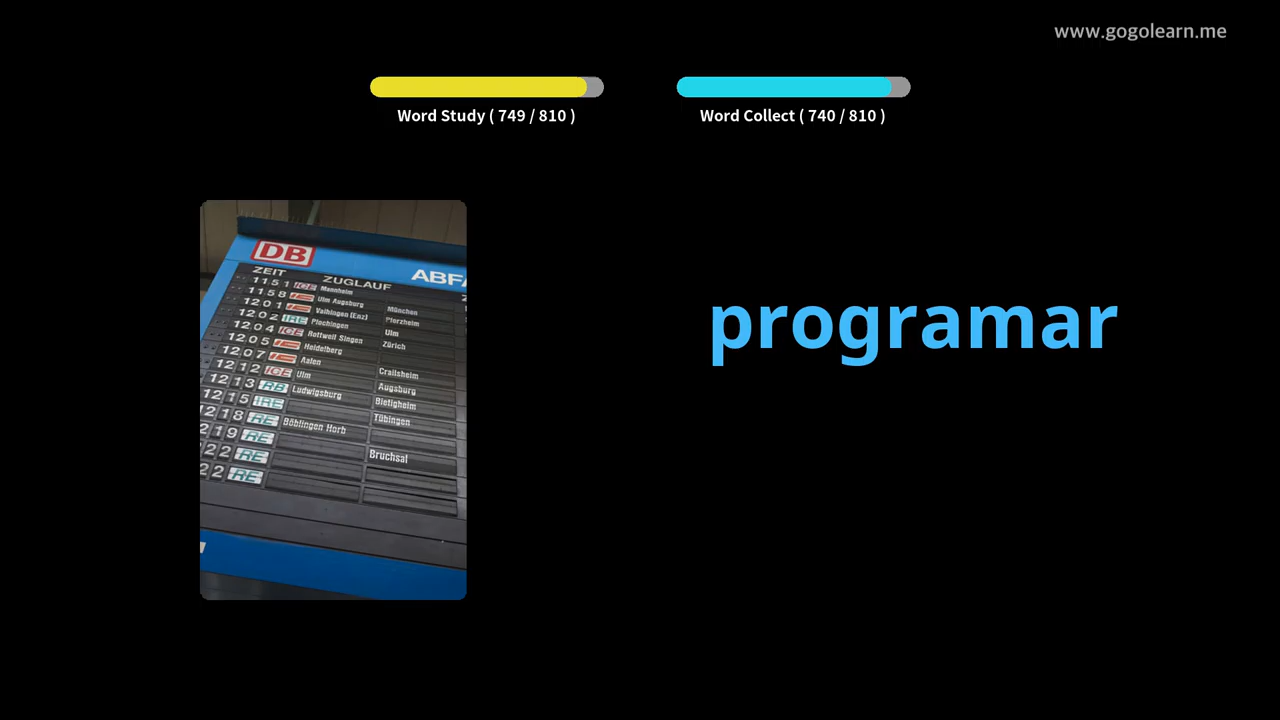 www.gogolearn.me
Word Study ( 749 / 810 )
Word Collect ( 740 / 810 )
programar
DB
ZEIT ZUGLAUF ABFA
1151 ICE Mannheim
1158 Ulm Augsburg München
1201 Vaihingen (Enz) Pforzheim
1202 IRE Plochingen Ulm
1204 ICE Rottweil Singen Zürich
1205 Heidelberg
1207 Aalen Crailsheim
1212 ICE Ulm Augsburg
1213 RB Ludwigsburg Bietigheim
1215 IRE Tübingen
1218 RE Böblingen Horb
219 RE
22 RE Bruchsal
22 RE